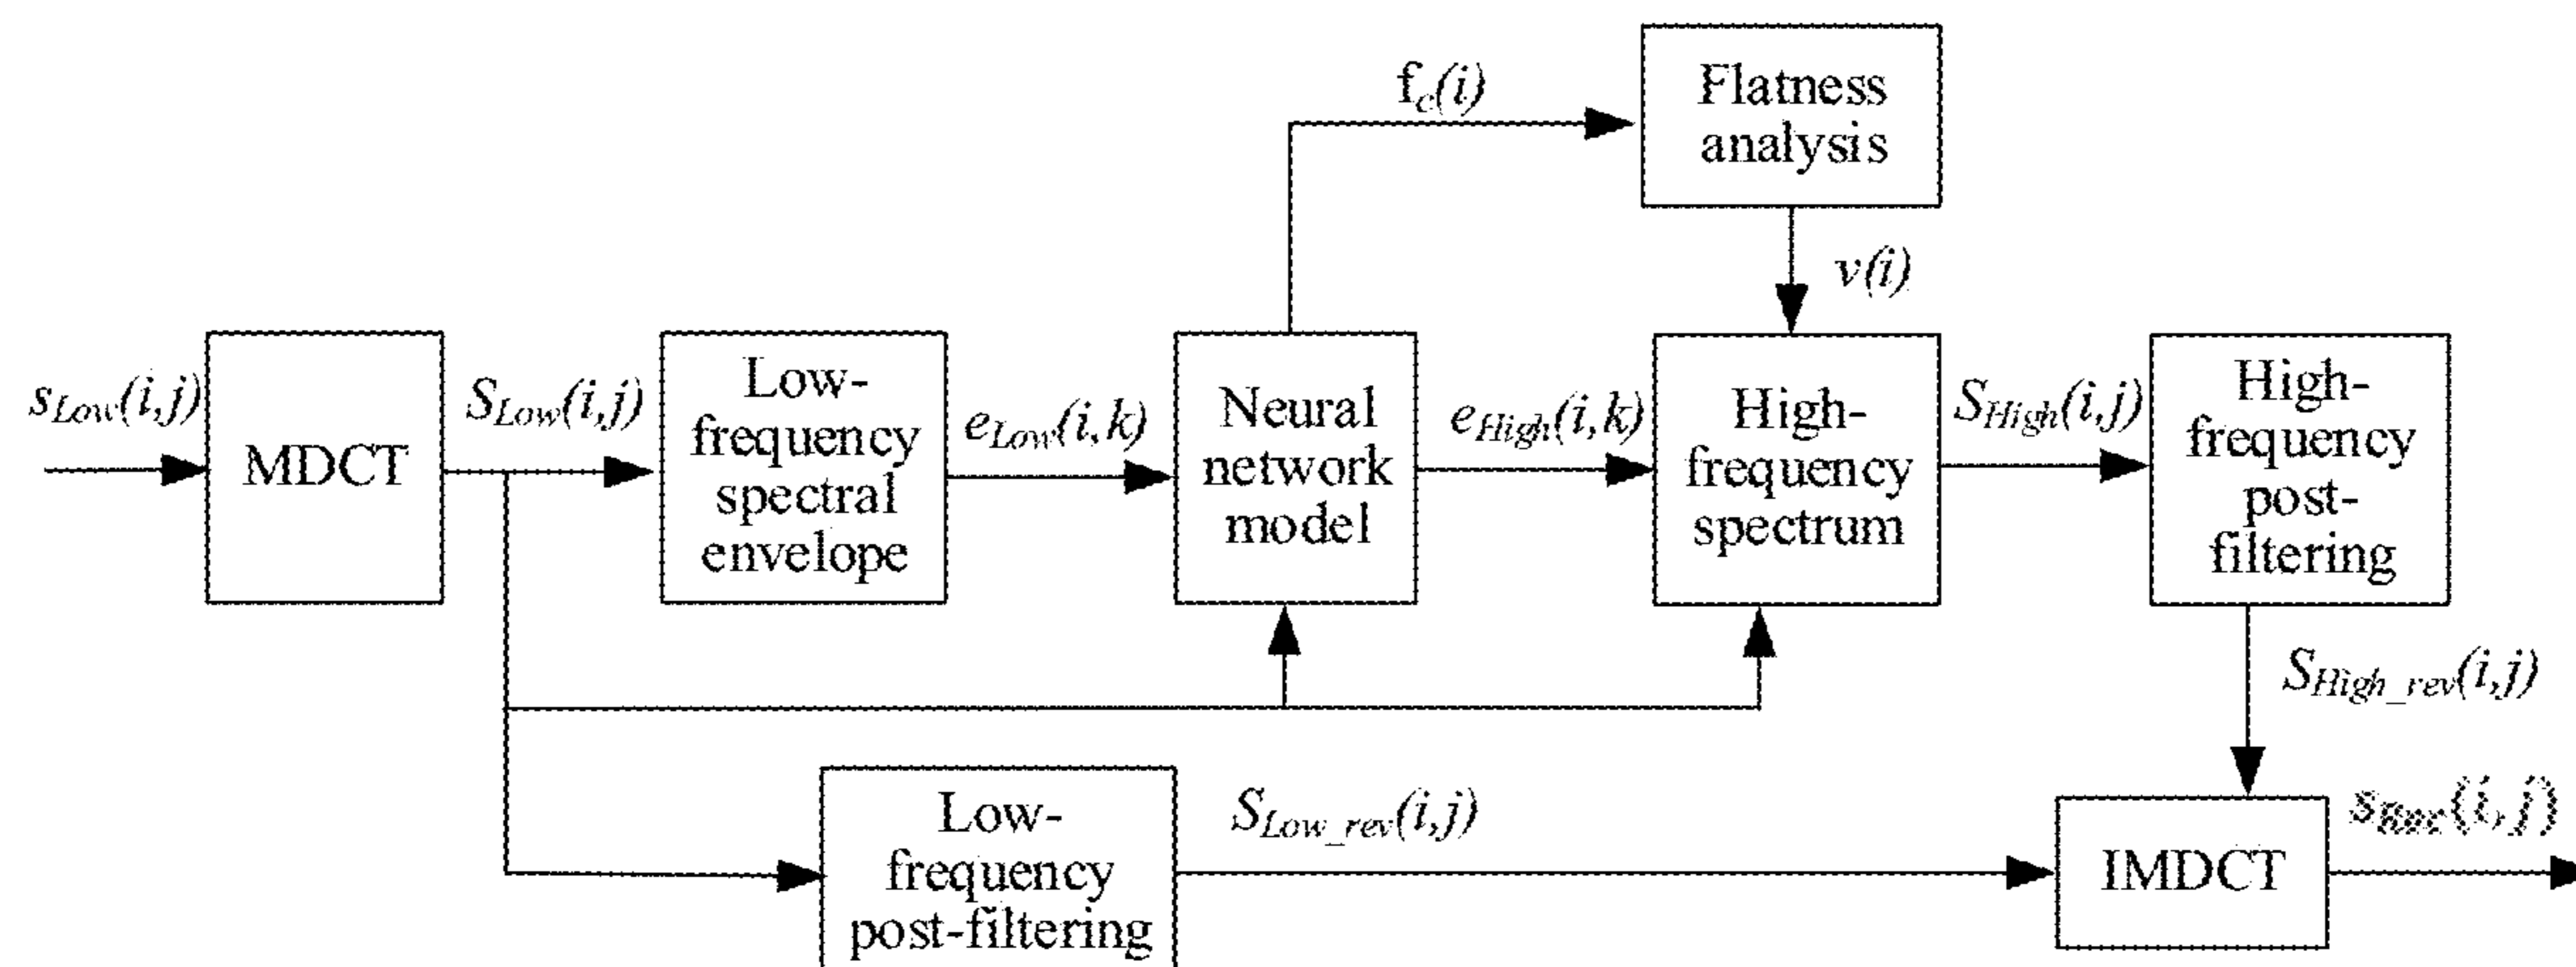 f_c(i)
Flatness
analysis
v(i)
s_Low(i,j)
MDCT
S_Low(i,j)
Low-
frequency
spectral
envelope
e_Low(i,k)
Neural
network
model
e_High(i,k)
High-
frequency
spectrum
S_High(i,j)
High-
frequency
post-
filtering
S_High_rev(i,j)
Low-
frequency
post-filtering
S_Low_rev(i,j)
IMDCT
s_Rec(i,j)